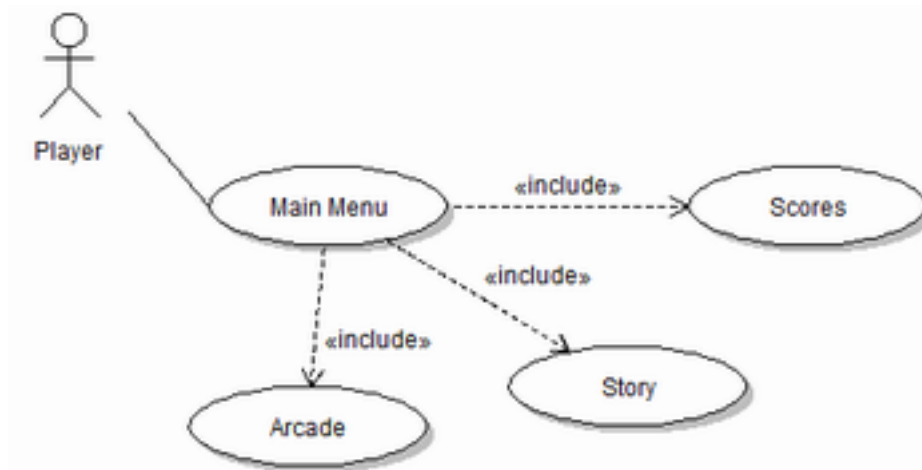 Player
Main Menu
«include»
Scores
«include»
«include»
Story
Arcade